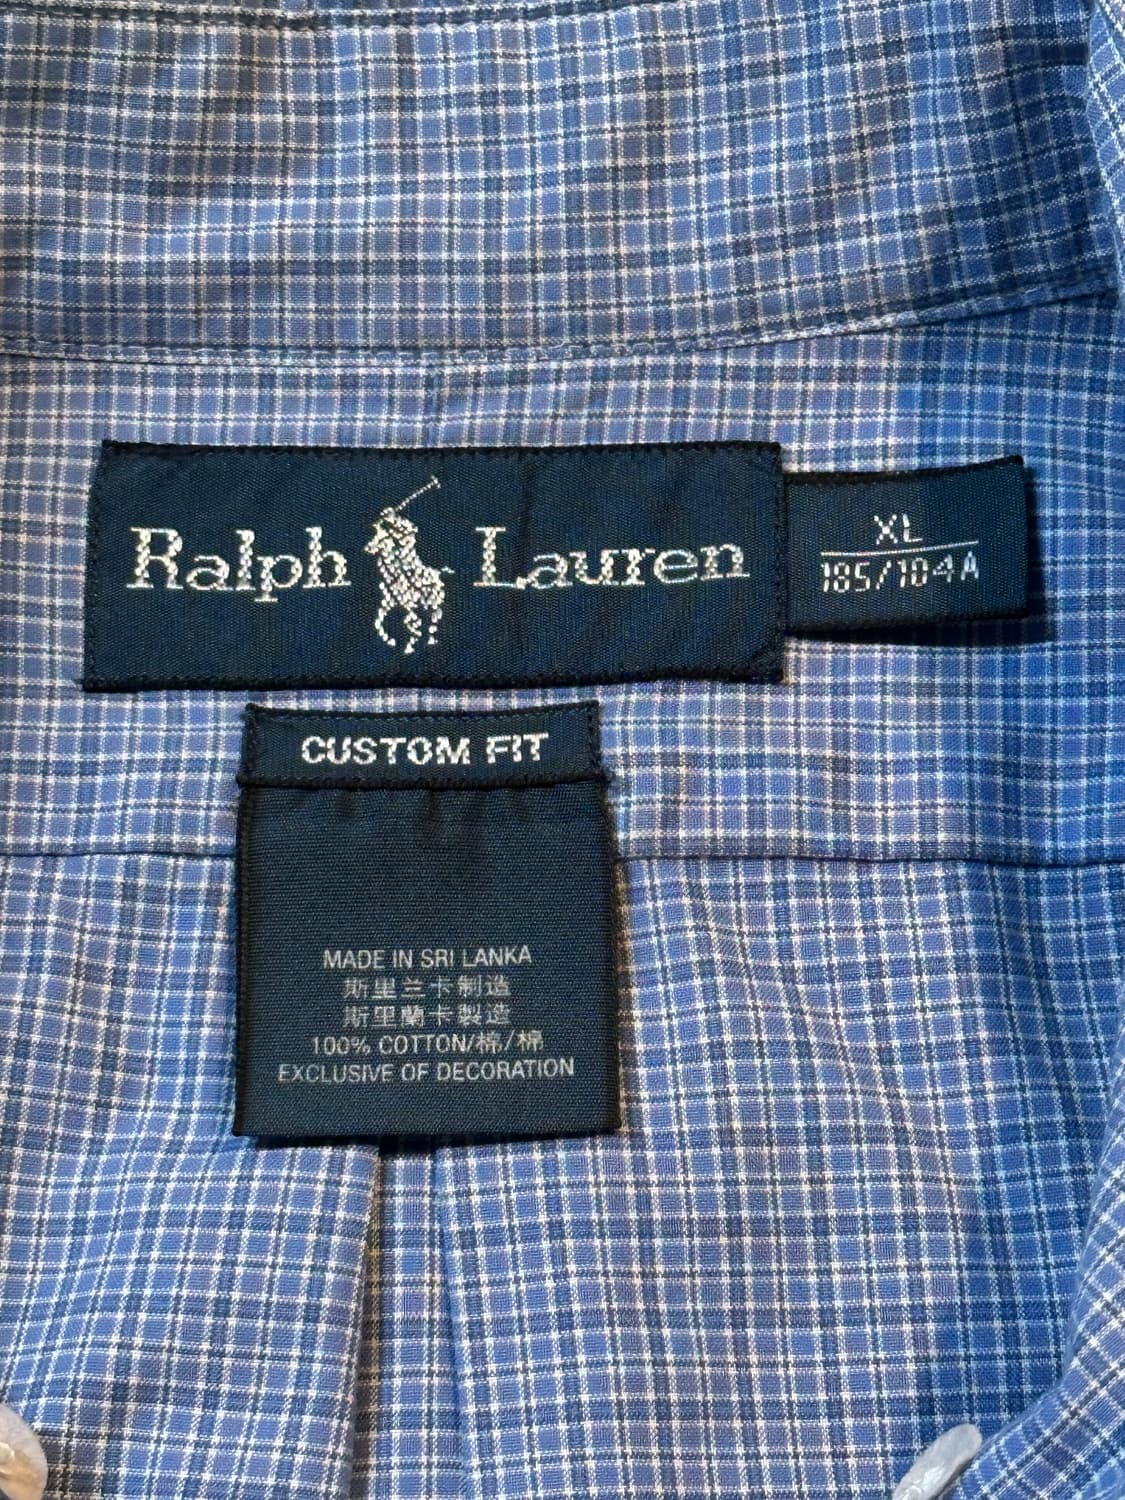 Ralph Lauren
XL
185/104A
CUSTOM FIT
MADE IN SRI LANKA
斯里兰卡制造
斯里蘭卡製造
100% COTTON/棉/棉
EXCLUSIVE OF DECORATION